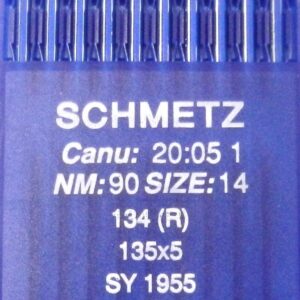 SCHMETZ
Canu: 20:05 1
NM:90 SIZE:14
134 (R)
135x5
SY 1955